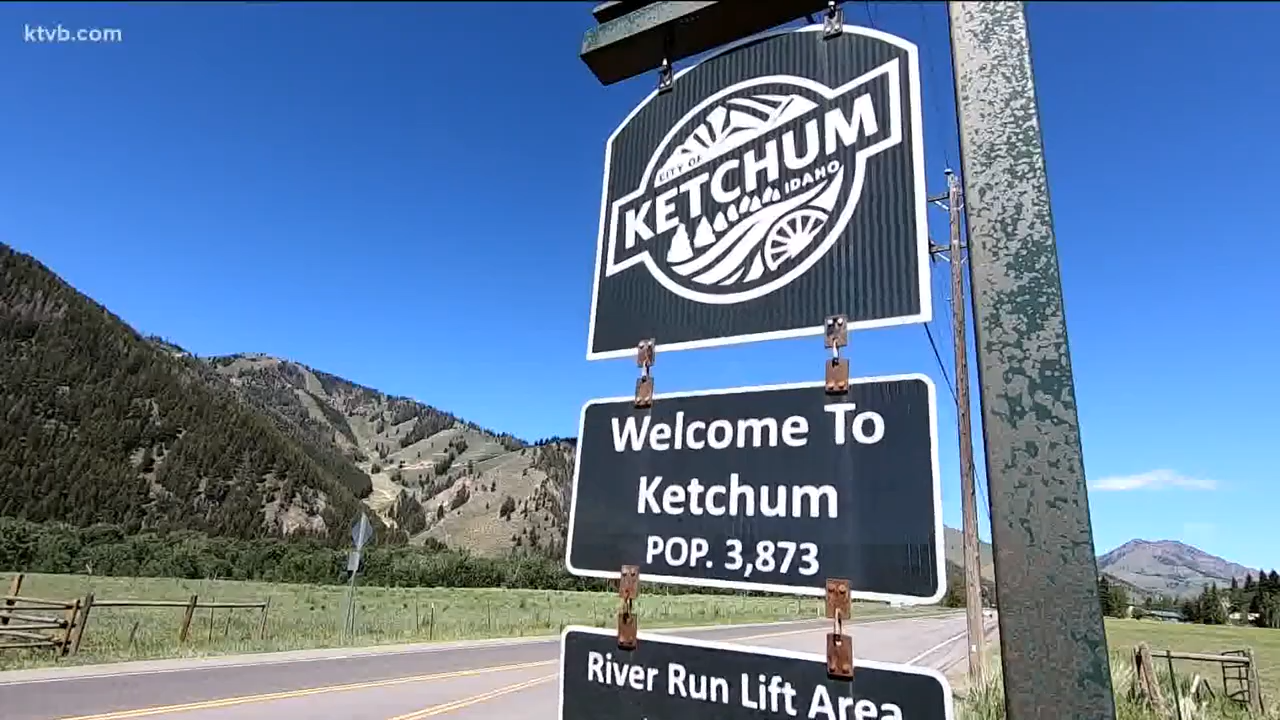 ktvb.com
CITY OF
KETCHUM
IDAHO
Welcome To
Ketchum
POP. 3,873
River Run Lift Area